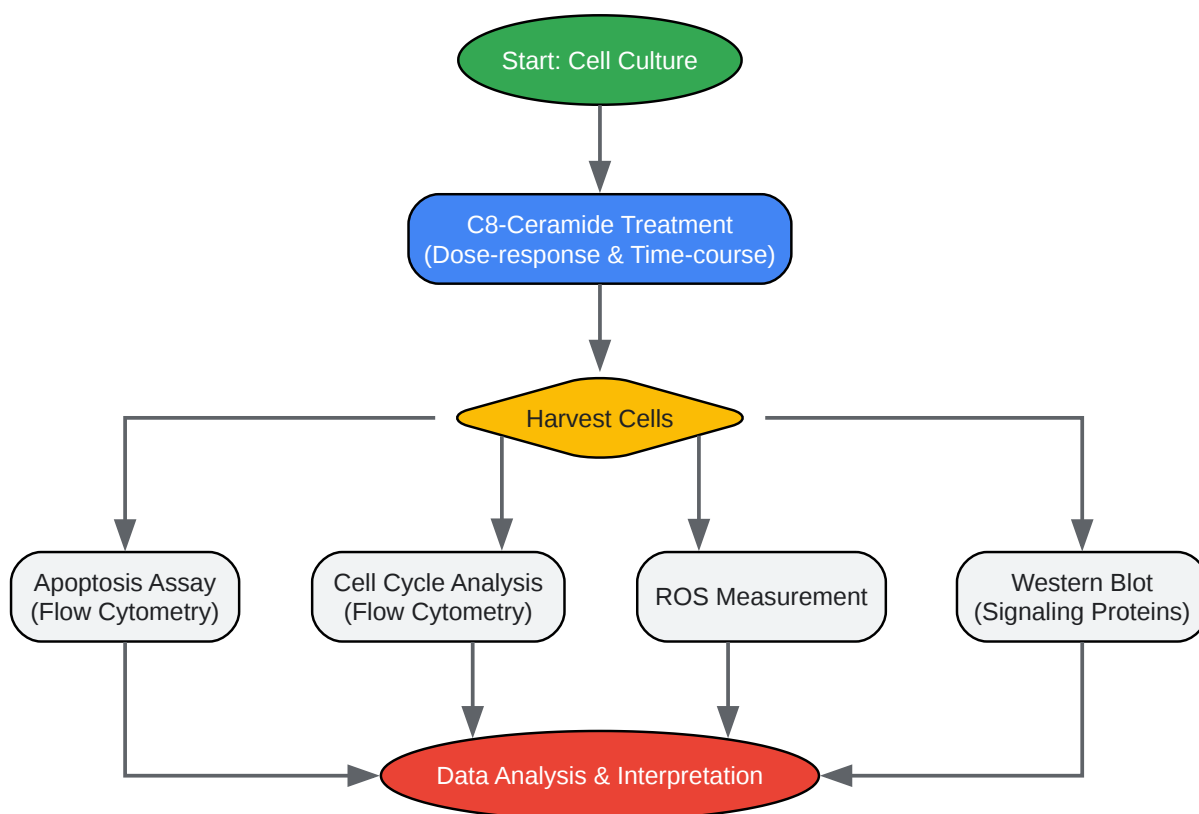 Start: Cell Culture
C8-Ceramide Treatment
(Dose-response & Time-course)
Harvest Cells
Apoptosis Assay
(Flow Cytometry)
Cell Cycle Analysis
(Flow Cytometry)
ROS Measurement
Western Blot
(Signaling Proteins)
Data Analysis & Interpretation